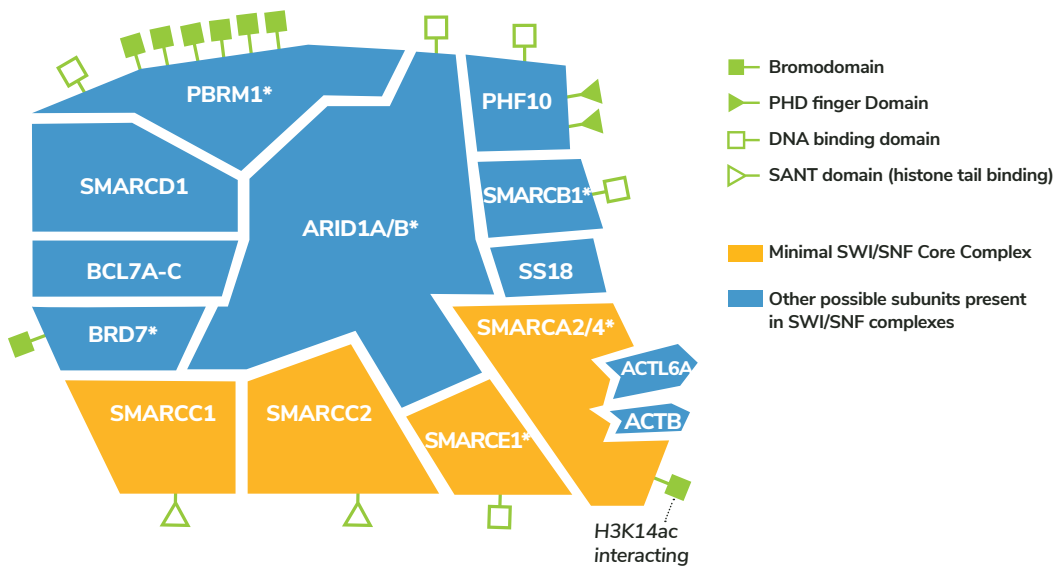 PBRM1*
PHF10
SMARCD1
SMARCB1*
ARID1A/B*
BCL7A-C
SS18
BRD7*
SMARCA2/4*
ACTL6A
SMARCC1
SMARCC2
ACTB
SMARCE1*
H3K14ac
interacting
Bromodomain
PHD finger Domain
DNA binding domain
SANT domain (histone tail binding)
Minimal SWI/SNF Core Complex
Other possible subunits present
in SWI/SNF complexes